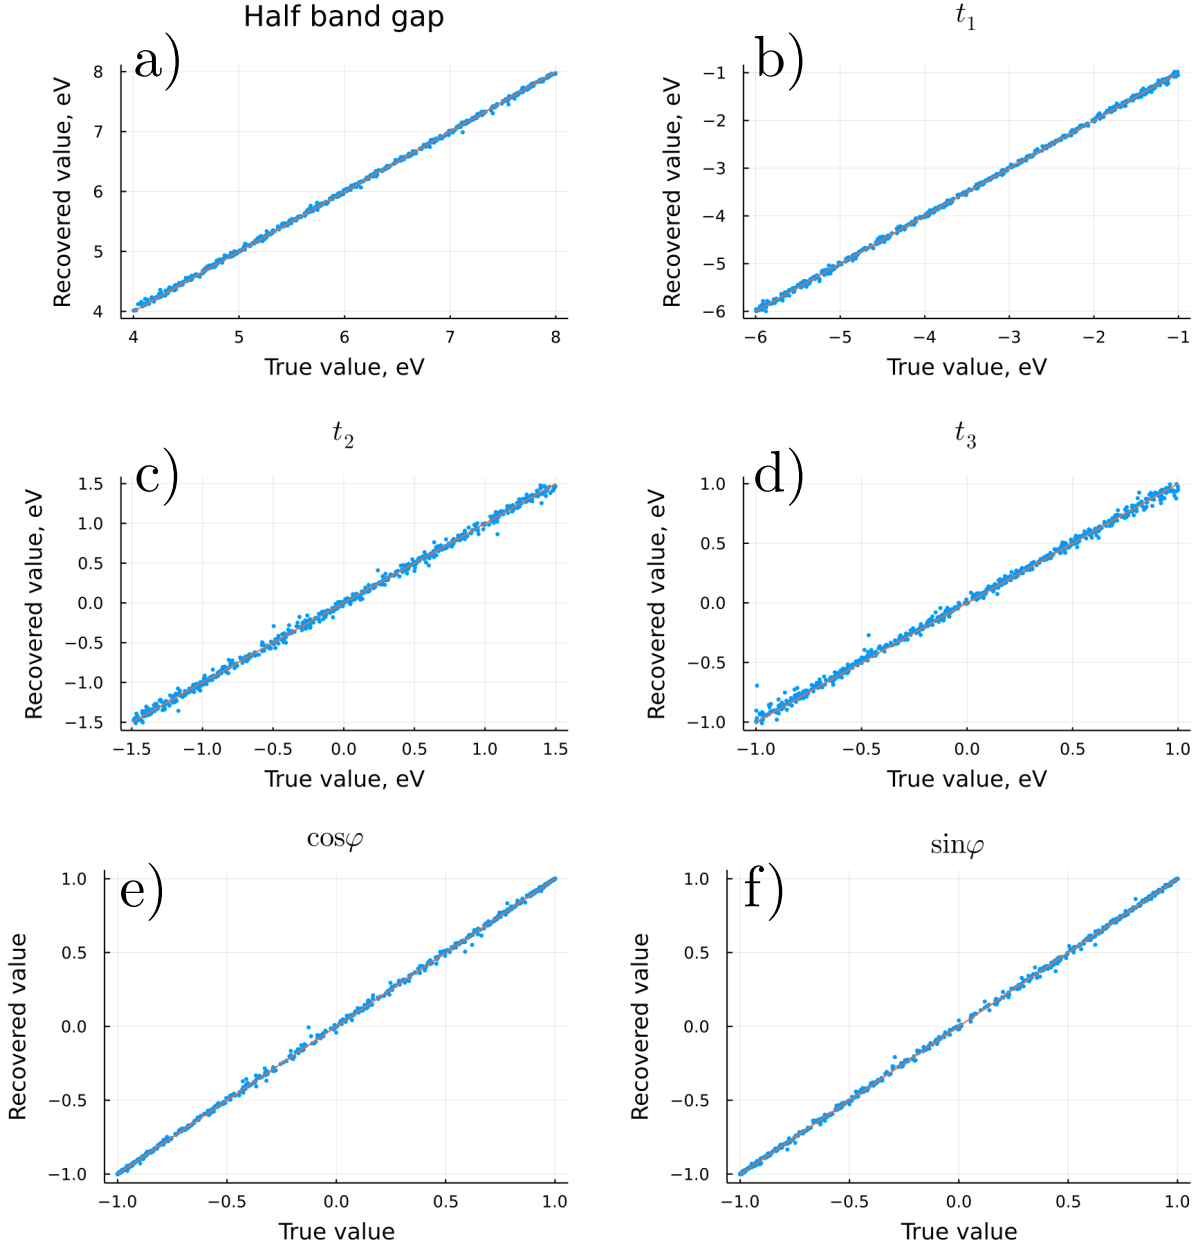 Half band gap
a)
Recovered value, eV
8
7
6
5
4
4 5 6 7 8
True value, eV
t₁
b)
Recovered value, eV
−1
−2
−3
−4
−5
−6
−6 −5 −4 −3 −2 −1
True value, eV
t₂
c)
Recovered value, eV
1.5
1.0
0.5
0.0
−0.5
−1.0
−1.5
−1.5 −1.0 −0.5 0.0 0.5 1.0 1.5
True value, eV
t₃
d)
Recovered value, eV
1.0
0.5
0.0
−0.5
−1.0
−1.0 −0.5 0.0 0.5 1.0
True value, eV
cosφ
e)
Recovered value
1.0
0.5
0.0
−0.5
−1.0
−1.0 −0.5 0.0 0.5 1.0
True value
sinφ
f)
Recovered value
1.0
0.5
0.0
−0.5
−1.0
−1.0 −0.5 0.0 0.5 1.0
True value